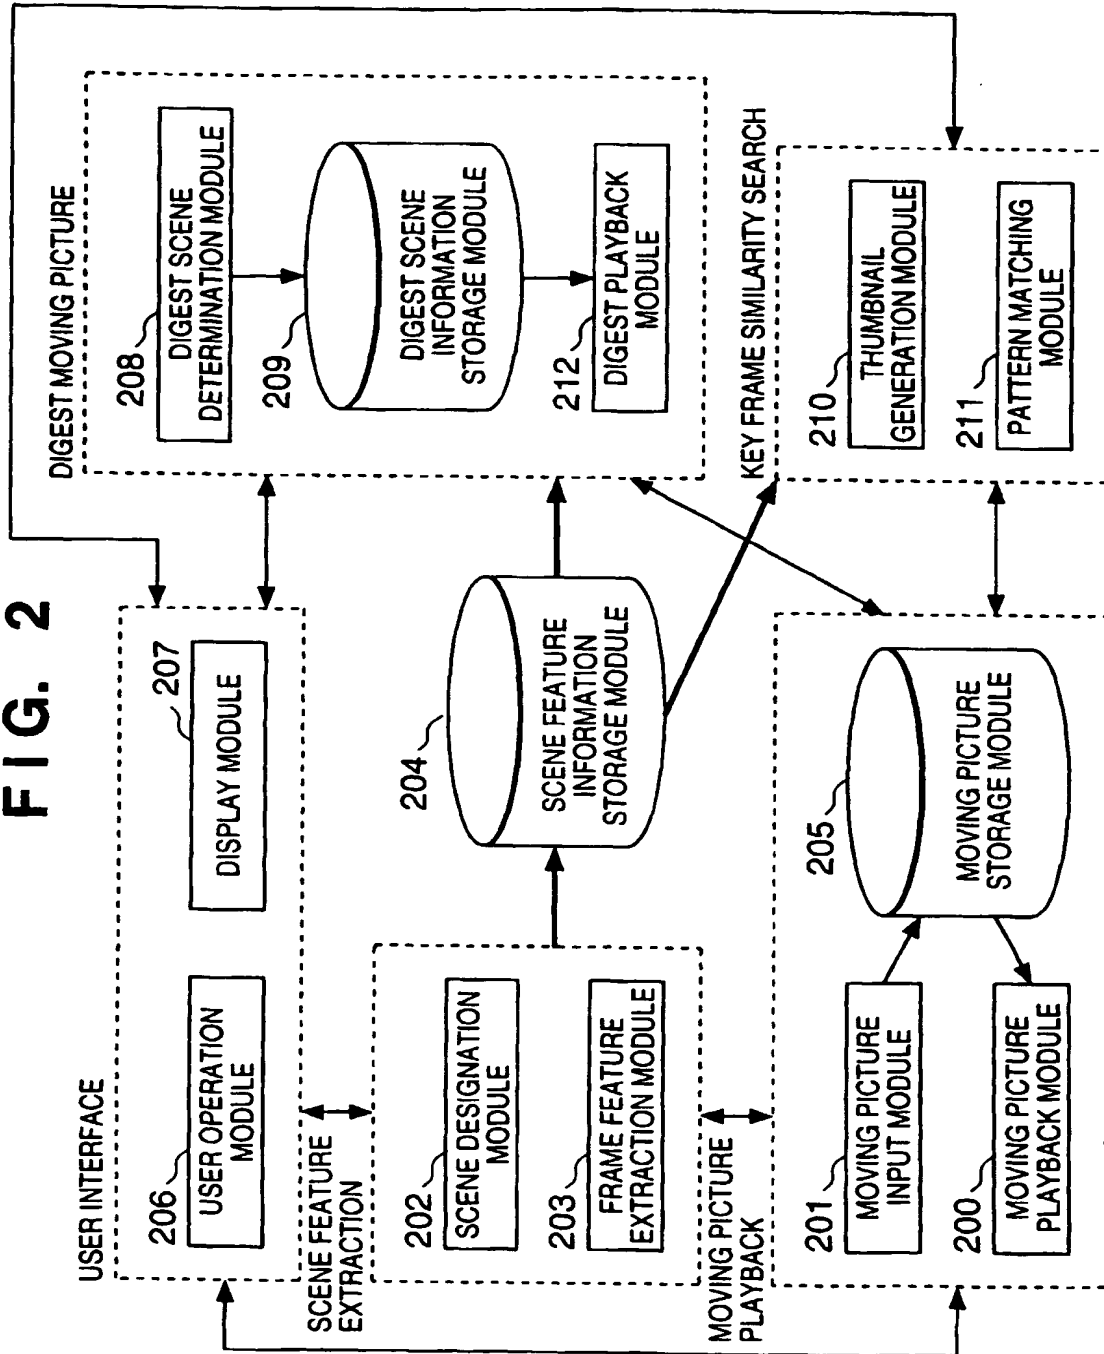 FIG. 2
USER INTERFACE
206
USER OPERATION
MODULE
207
DISPLAY MODULE
SCENE FEATURE
EXTRACTION
202
SCENE DESIGNATION
MODULE
203
FRAME FEATURE
EXTRACTION MODULE
204
SCENE FEATURE
INFORMATION
STORAGE MODULE
DIGEST MOVING PICTURE
208
DIGEST SCENE
DETERMINATION MODULE
209
DIGEST SCENE
INFORMATION
STORAGE MODULE
212
DIGEST PLAYBACK
MODULE
MOVING PICTURE
PLAYBACK
201
MOVING PICTURE
INPUT MODULE
200
MOVING PICTURE
PLAYBACK MODULE
205
MOVING PICTURE
STORAGE MODULE
KEY FRAME SIMILARITY SEARCH
210
THUMBNAIL
GENERATION MODULE
211
PATTERN MATCHING
MODULE